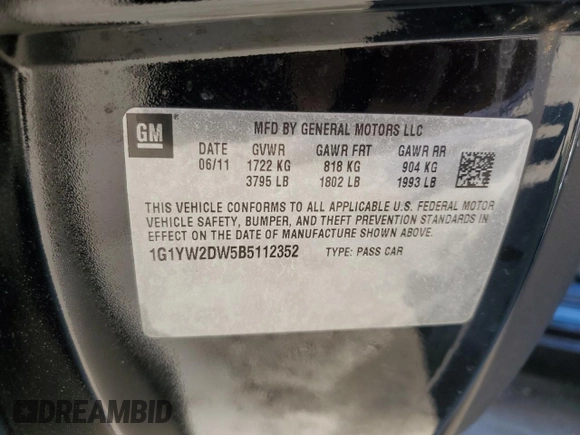 GM
MFD BY GENERAL MOTORS LLC
DATE GVWR GAWR FRT GAWR RR
06/11 1722 KG 818 KG 904 KG
3795 LB 1802 LB 1993 LB
THIS VEHICLE CONFORMS TO ALL APPLICABLE U.S. FEDERAL MOTOR
VEHICLE SAFETY, BUMPER, AND THEFT PREVENTION STANDARDS IN
EFFECT ON THE DATE OF MANUFACTURE SHOWN ABOVE.
1G1YW2DW5B5112352 TYPE: PASS CAR
DREAMBID